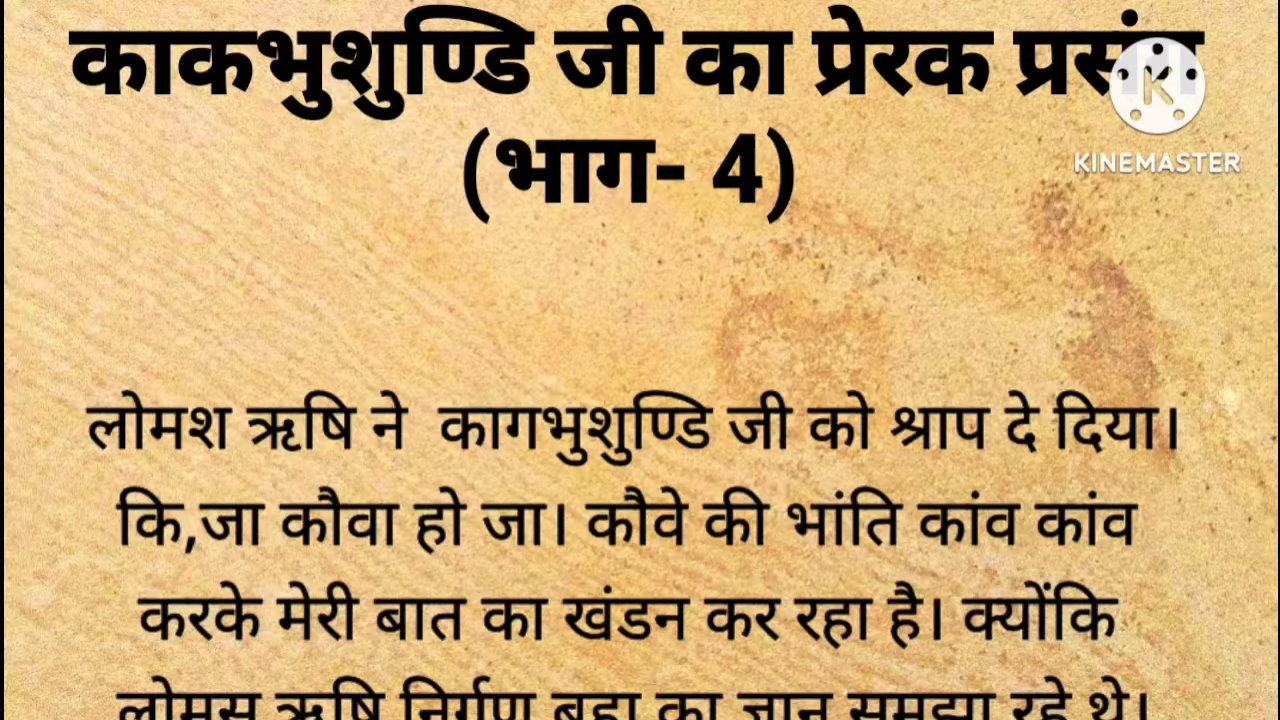 काकभुशुण्डि जी का प्रेरक प्रसंग
(भाग- 4)
KINEMASTER
लोमश ऋषि ने कागभुशुण्डि जी को श्राप दे दिया।
कि,जा कौवा हो जा। कौवे की भांति कांव कांव
करके मेरी बात का खंडन कर रहा है। क्योंकि
लोमस ऋषि निर्गुण ब्रह्म का ज्ञान समझा रहे थे।